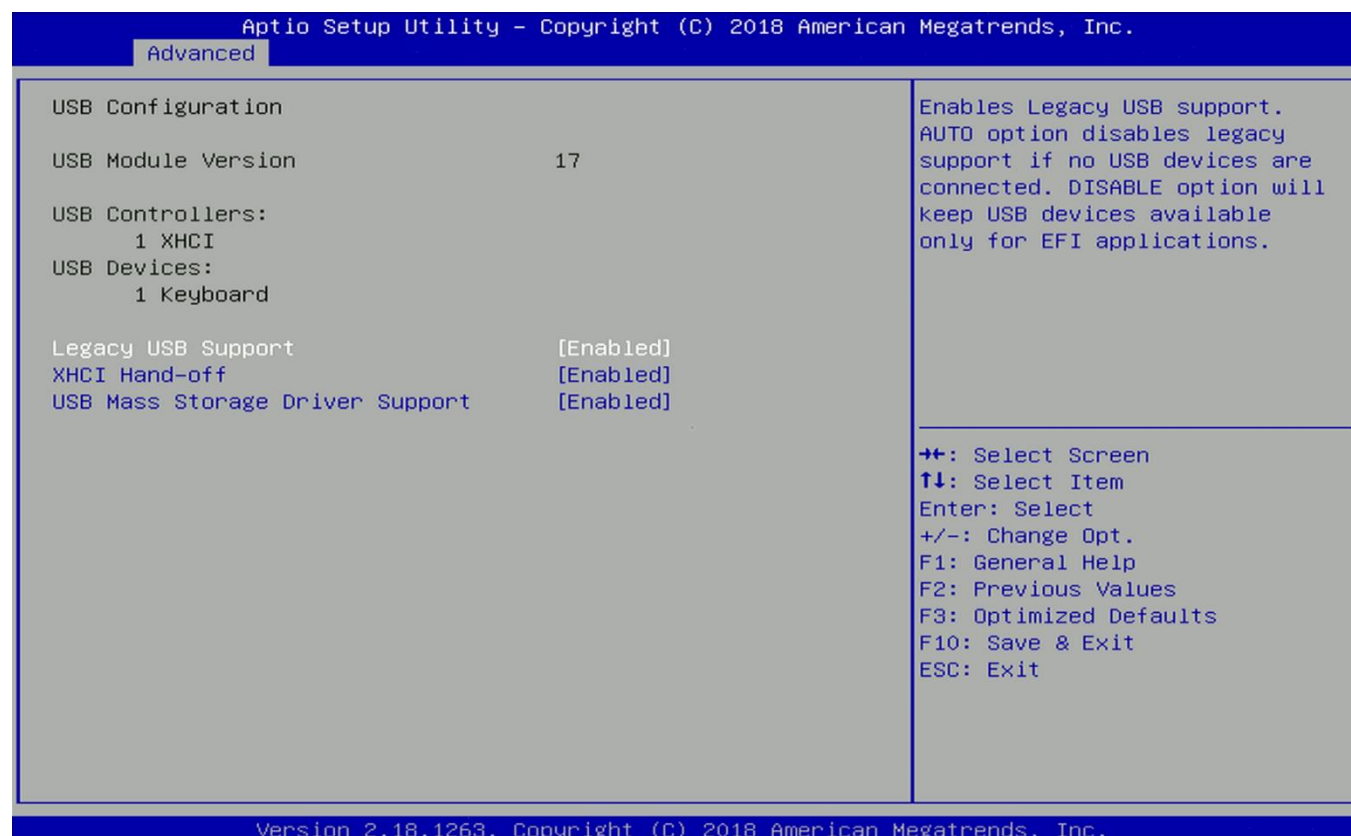 Aptio Setup Utility – Copyright (C) 2018 American Megatrends, Inc.
Advanced
USB Configuration
USB Module Version 17
USB Controllers:
1 XHCI
USB Devices:
1 Keyboard
Legacy USB Support [Enabled]
XHCI Hand-off [Enabled]
USB Mass Storage Driver Support [Enabled]
Enables Legacy USB support.
AUTO option disables legacy
support if no USB devices are
connected. DISABLE option will
keep USB devices available
only for EFI applications.
→←: Select Screen
↑↓: Select Item
Enter: Select
+/-: Change Opt.
F1: General Help
F2: Previous Values
F3: Optimized Defaults
F10: Save & Exit
ESC: Exit
Version 2.18.1263. Copyright (C) 2018 American Megatrends, Inc.